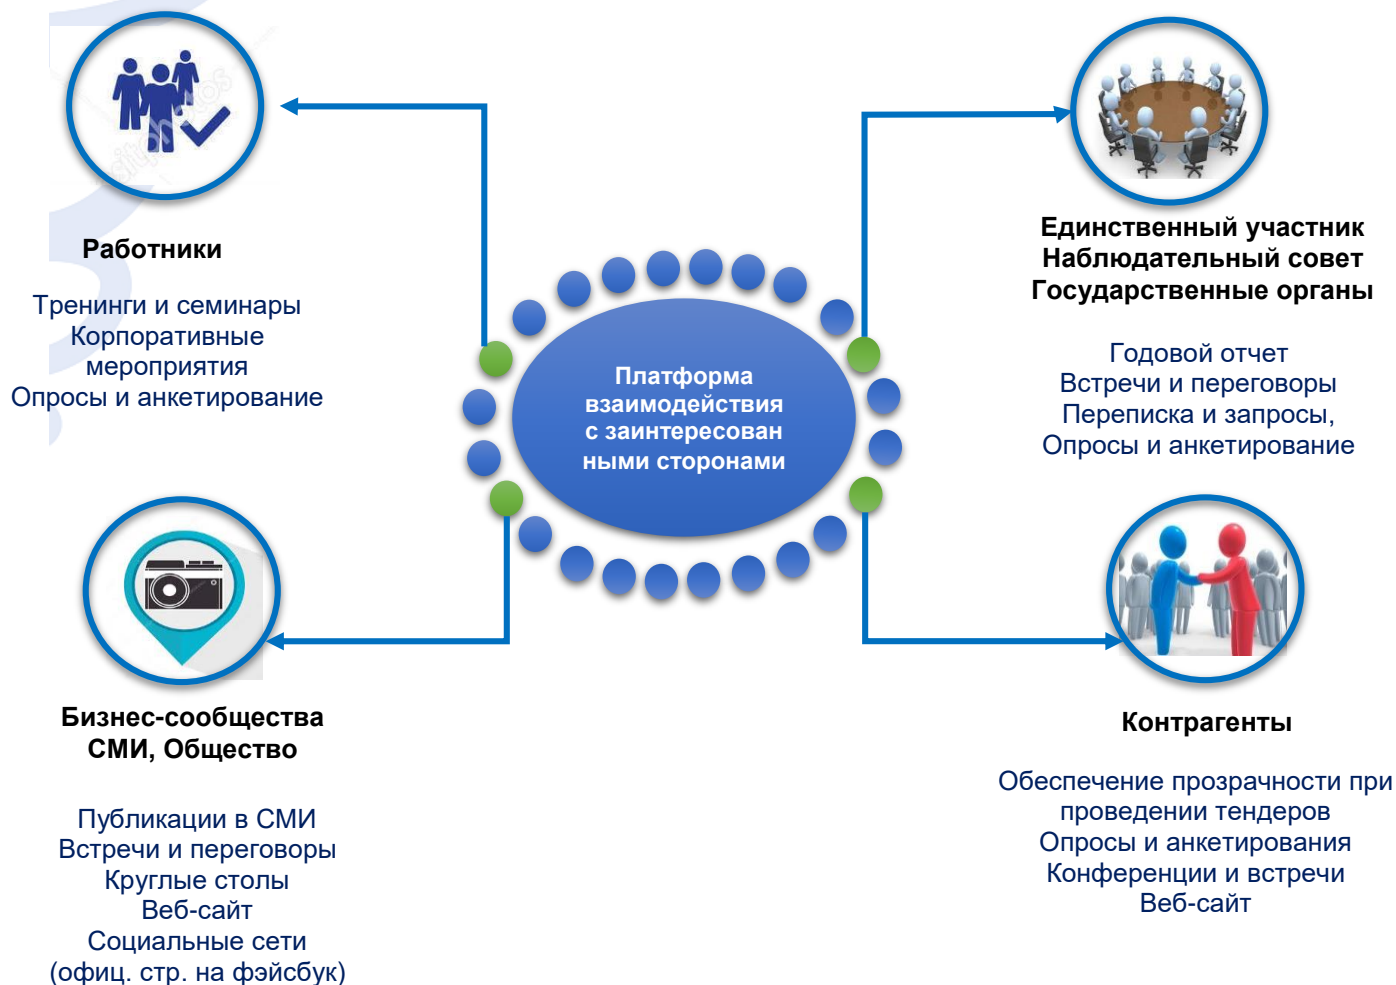 Работники
Тренинги и семинары
Корпоративные
мероприятия
Опросы и анкетирование
Единственный участник
Наблюдательный совет
Государственные органы
Годовой отчет
Встречи и переговоры
Переписка и запросы,
Опросы и анкетирование
Платформа
взаимодействия
с заинтересован
ными сторонами
Бизнес-сообщества
СМИ, Общество
Публикации в СМИ
Встречи и переговоры
Круглые столы
Веб-сайт
Социальные сети
(офиц. стр. на фэйсбук)
Контрагенты
Обеспечение прозрачности при
проведении тендеров
Опросы и анкетирования
Конференции и встречи
Веб-сайт